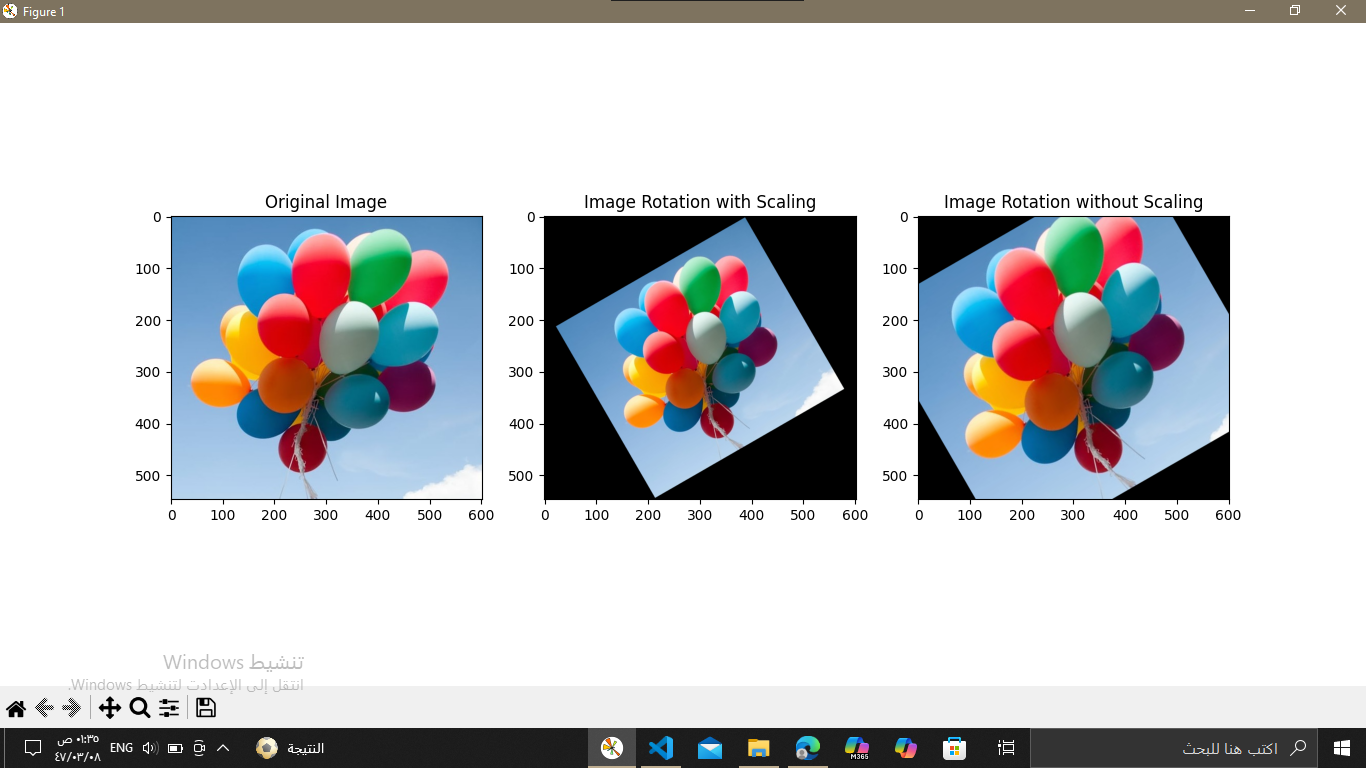 Figure 1
Original Image
Image Rotation with Scaling
Image Rotation without Scaling
0
100
200
300
400
500
0 100 200 300 400 500 600
0
100
200
300
400
500
0 100 200 300 400 500 600
0
100
200
300
400
500
0 100 200 300 400 500 600
تنشيط Windows
انتقل إلى الإعدادت لتنشيط Windows.
اكتب هنا للبحث
M365
النتيجة
ENG
٠١:٣٥ ص
٤٧/٠٣/٠٨